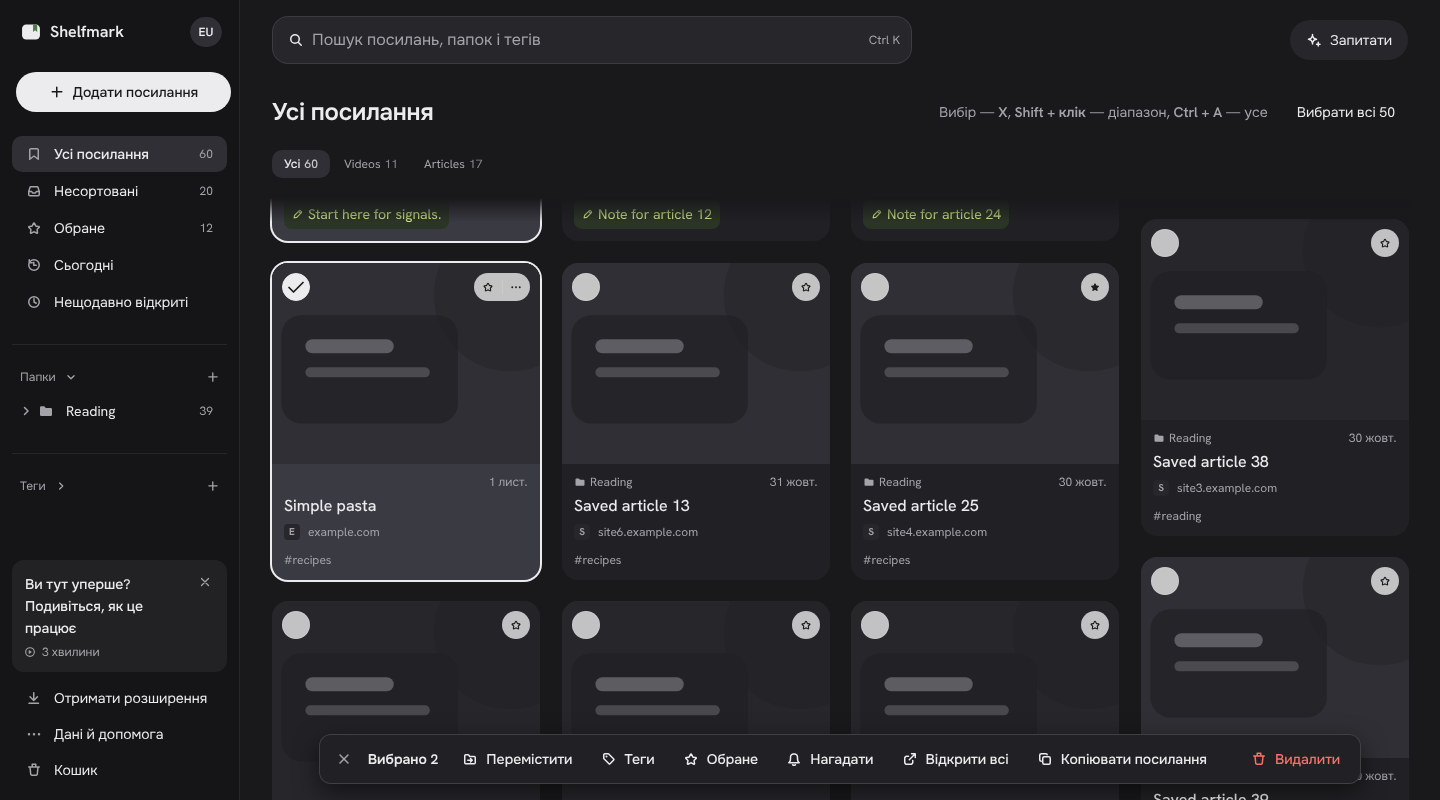 Shelfmark
EU
Додати посилання
Усі посилання 60
Несортовані 20
Обране 12
Сьогодні
Нещодавно відкриті
Папки
Reading 39
Теги
Ви тут уперше?
Подивіться, як це
працює
3 хвилини
Отримати розширення
Дані й допомога
Кошик
Пошук посилань, папок і тегів Ctrl K
Запитати
Усі посилання
Вибір — X, Shift + клік — діапазон, Ctrl + A — усе
Вибрати всі 50
Усі 60 Videos 11 Articles 17
Start here for signals.
Note for article 12
Note for article 24
1 лист.
Simple pasta
E example.com
#recipes
Reading 31 жовт.
Saved article 13
S site6.example.com
#recipes
Reading 30 жовт.
Saved article 25
S site4.example.com
#recipes
Reading 30 жовт.
Saved article 38
S site3.example.com
#reading
жовт.
Saved article 39
Вибрано 2 Перемістити Теги Обране Нагадати Відкрити всі Копіювати посилання Видалити